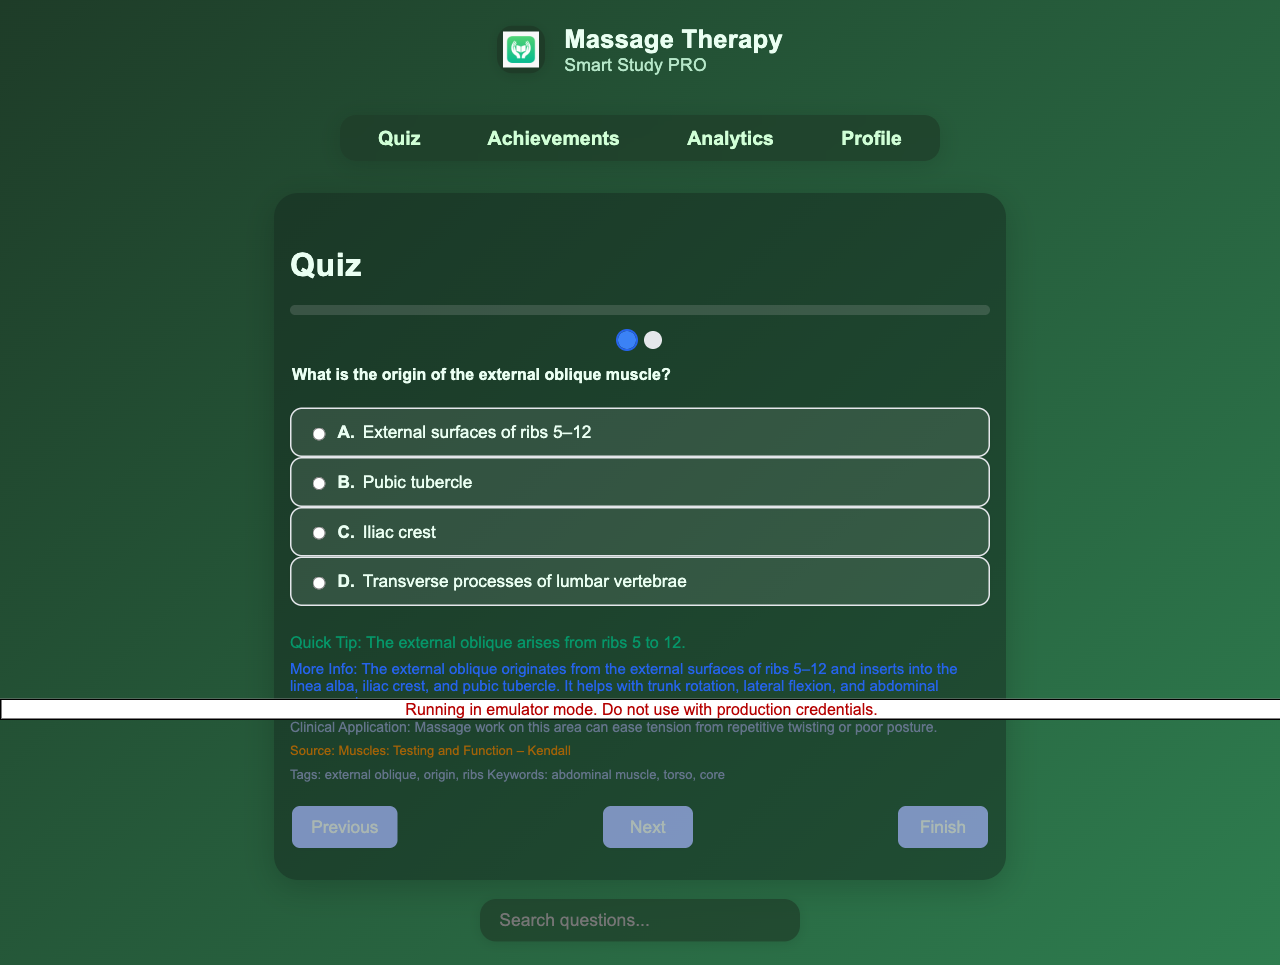 Massage Therapy
Smart Study PRO
Quiz Achievements Analytics Profile
Quiz
What is the origin of the external oblique muscle?
A. External surfaces of ribs 5–12
B. Pubic tubercle
C. Iliac crest
D. Transverse processes of lumbar vertebrae
Quick Tip: The external oblique arises from ribs 5 to 12.
More Info: The external oblique originates from the external surfaces of ribs 5–12 and inserts into the
linea alba, iliac crest, and pubic tubercle. It helps with trunk rotation, lateral flexion, and abdominal
Running in emulator mode. Do not use with production credentials.
Clinical Application: Massage work on this area can ease tension from repetitive twisting or poor posture.
Source: Muscles: Testing and Function – Kendall
Tags: external oblique, origin, ribs Keywords: abdominal muscle, torso, core
Previous Next Finish
Search questions...